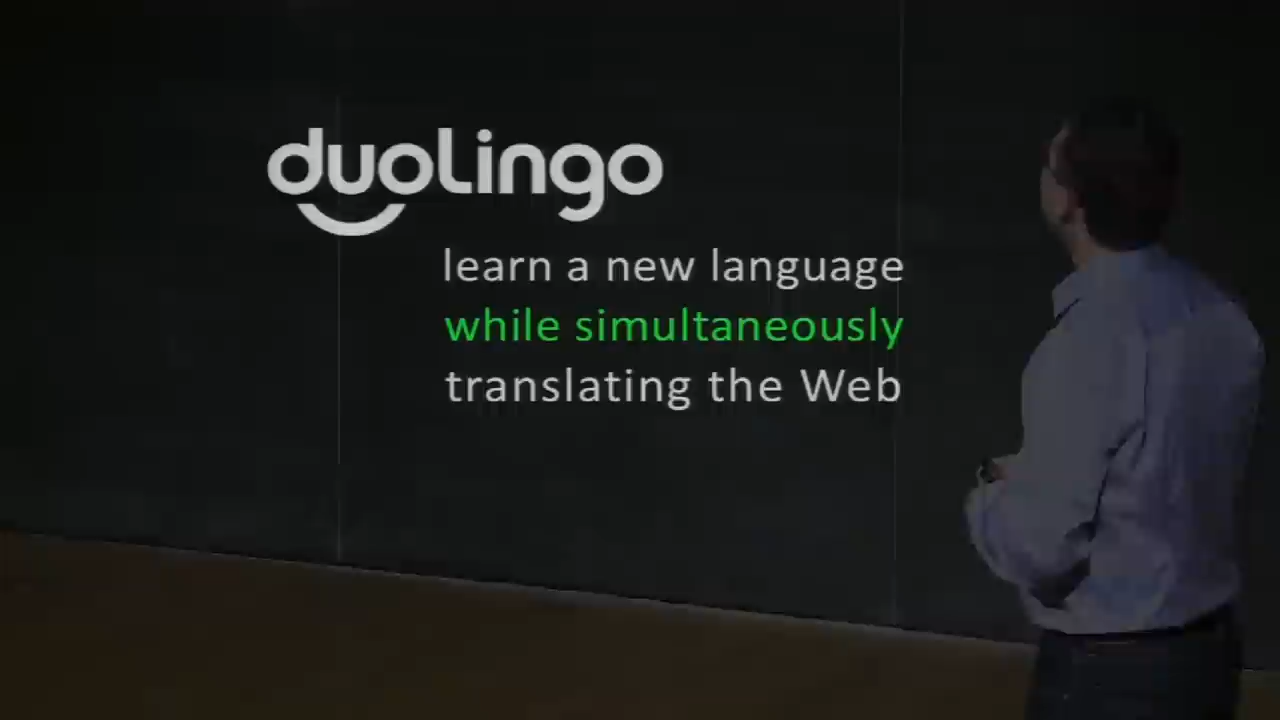 duolingo
learn a new language
while simultaneously
translating the Web